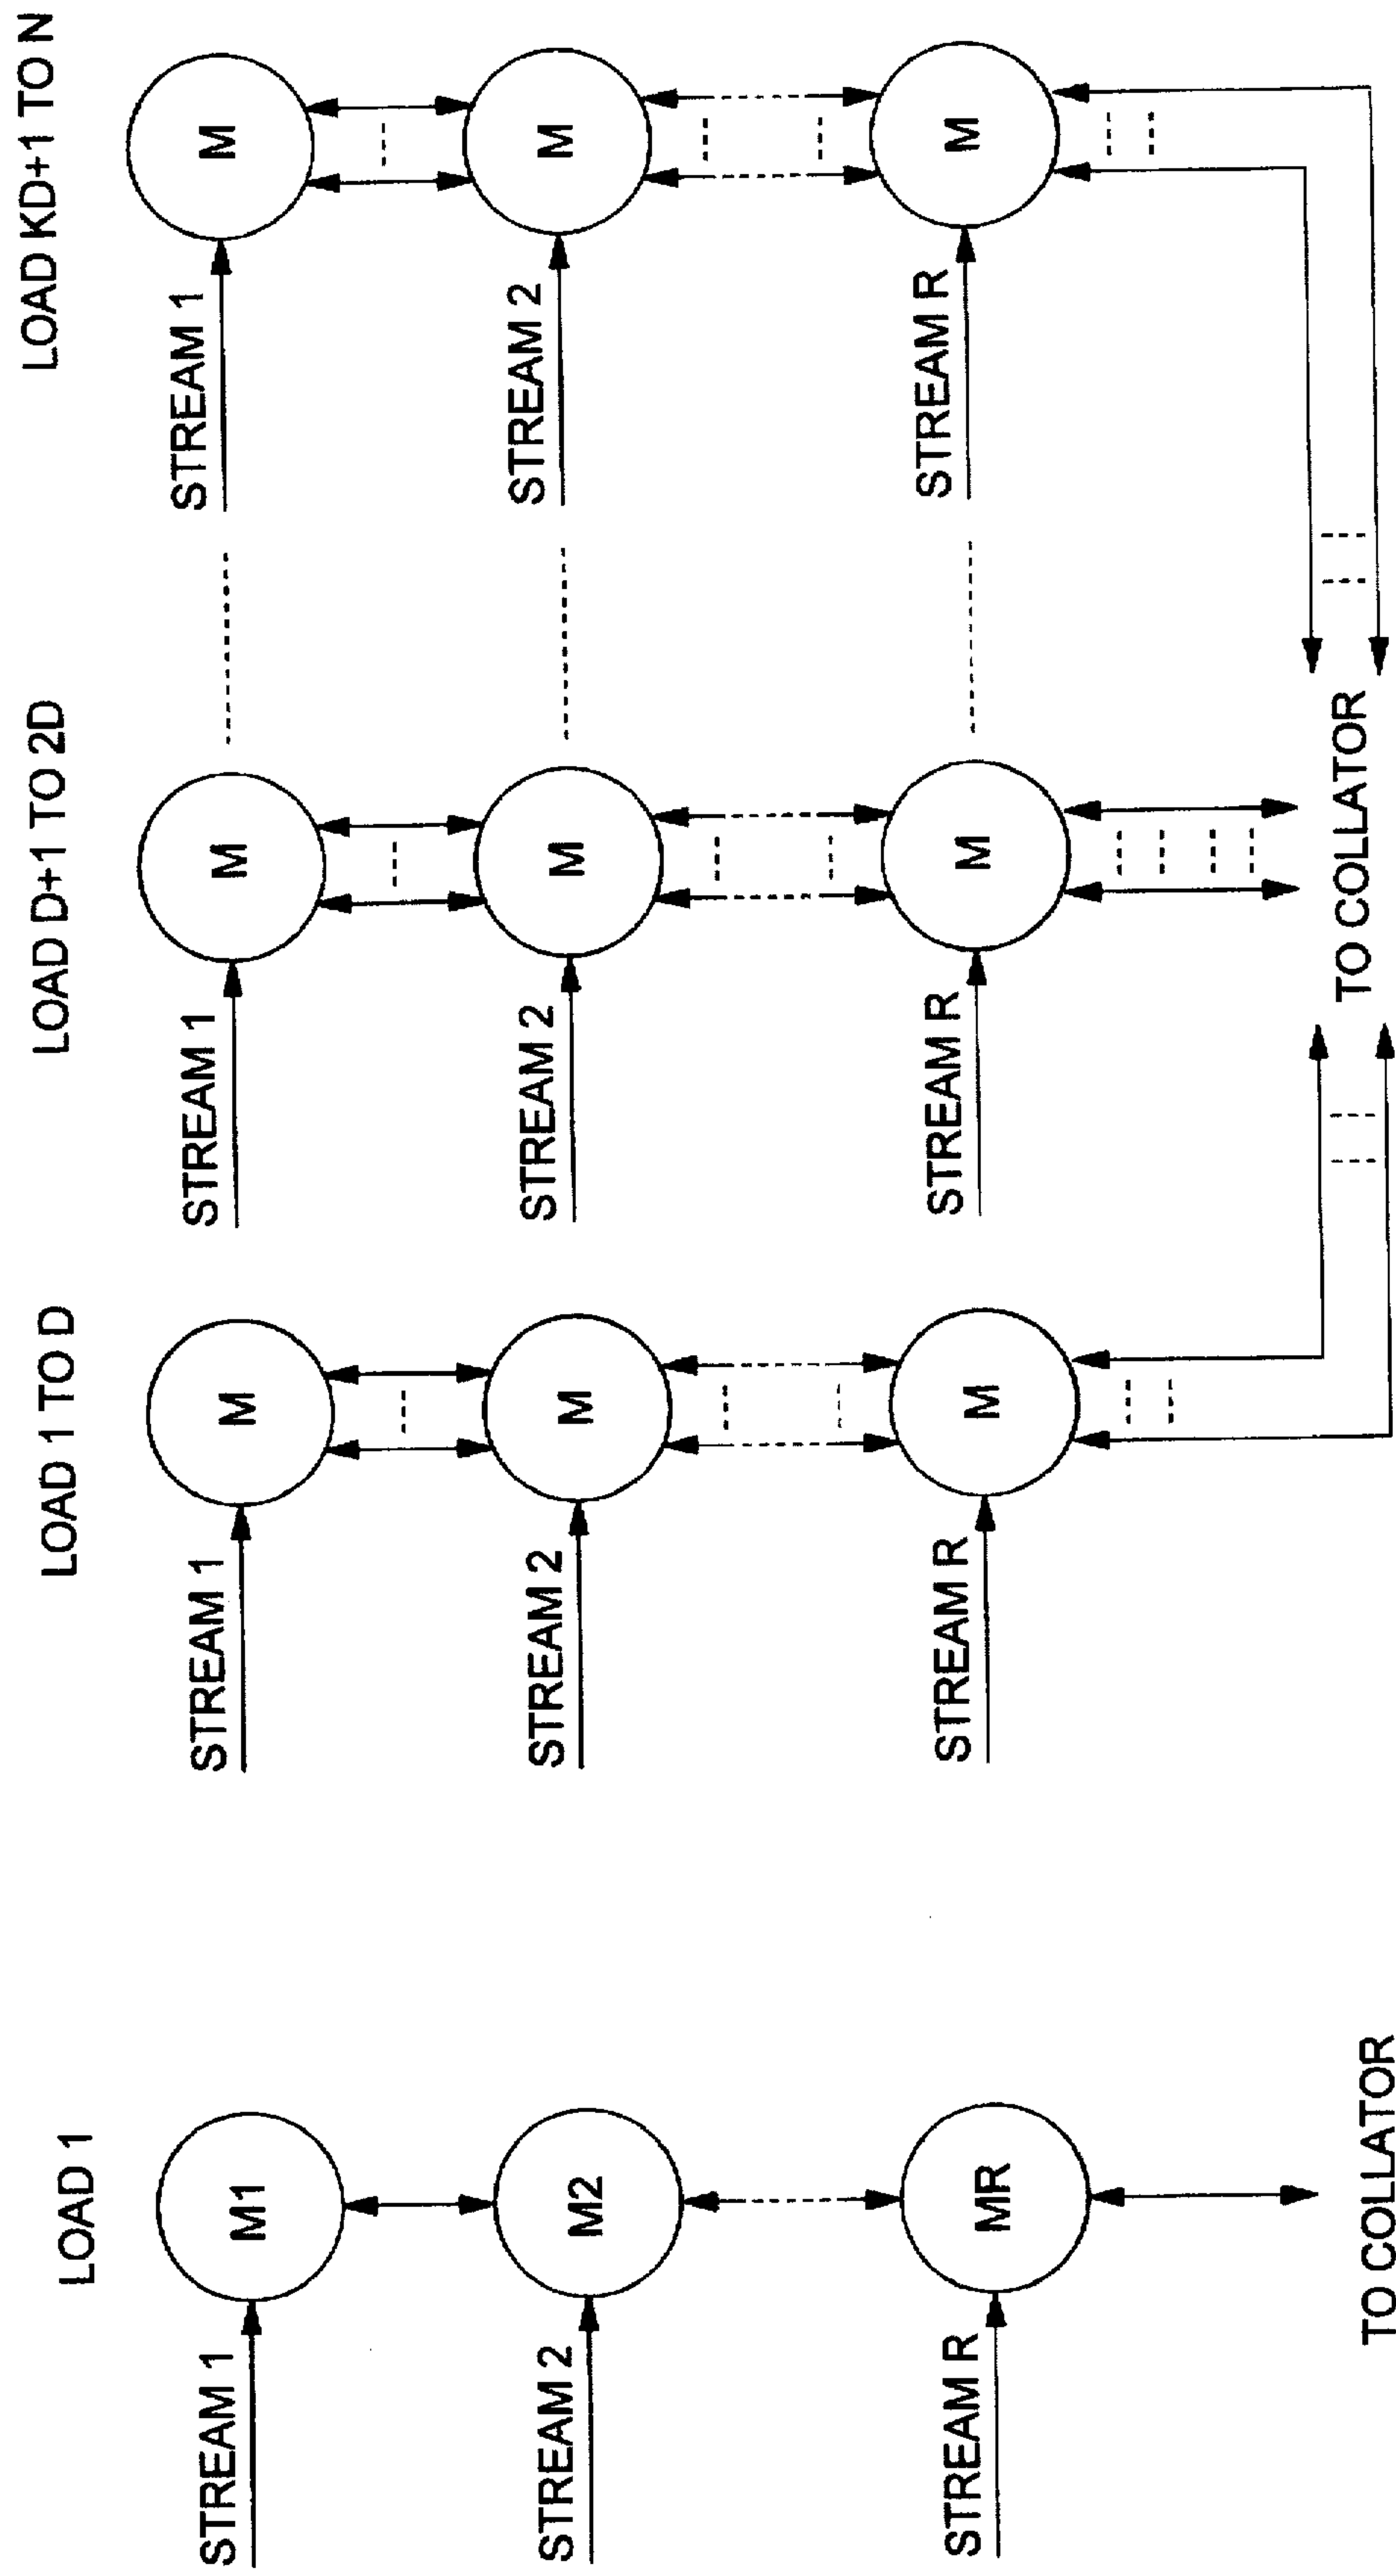 LOAD 1
STREAM 1
M1
STREAM 2
M2
STREAM R
MR
TO COLLATOR
LOAD 1 TO D
STREAM 1
M
STREAM 2
M
STREAM R
M
LOAD D+1 TO 2D
STREAM 1
M
STREAM 2
M
STREAM R
M
LOAD KD+1 TO N
STREAM 1
M
STREAM 2
M
STREAM R
M
TO COLLATOR